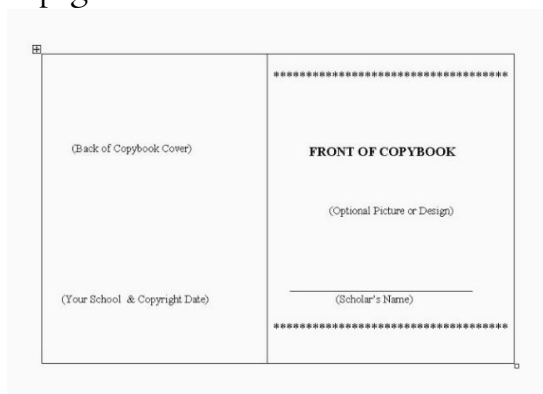 ************************************
(Back of Copybook Cover)
FRONT OF COPYBOOK
(Optional Picture or Design)
(Your School & Copyright Date)
(Scholar's Name)
************************************